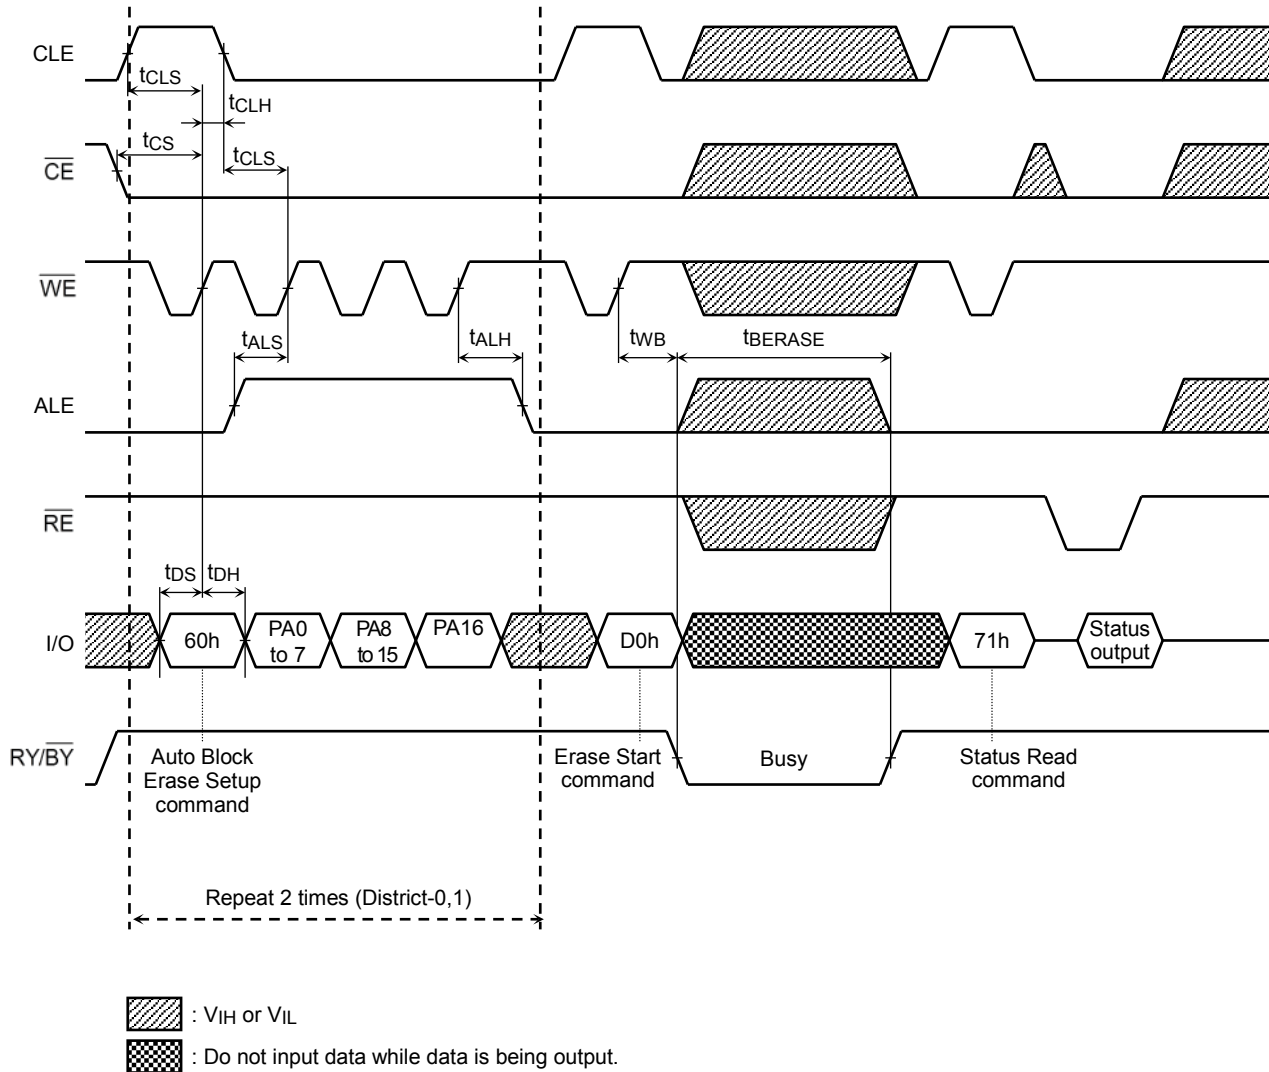 CLE
tCLS
tCLH
tCS
tCLS
CE
WE
tALS
tALH
tWB
tBERASE
ALE
RE
tDS
tDH
I/O
60h
PA0
to 7
PA8
to 15
PA16
D0h
71h
Status
output
RY/BY
Auto Block
Erase Setup
command
Erase Start
command
Busy
Status Read
command
Repeat 2 times (District-0,1)
: VIH or VIL
: Do not input data while data is being output.